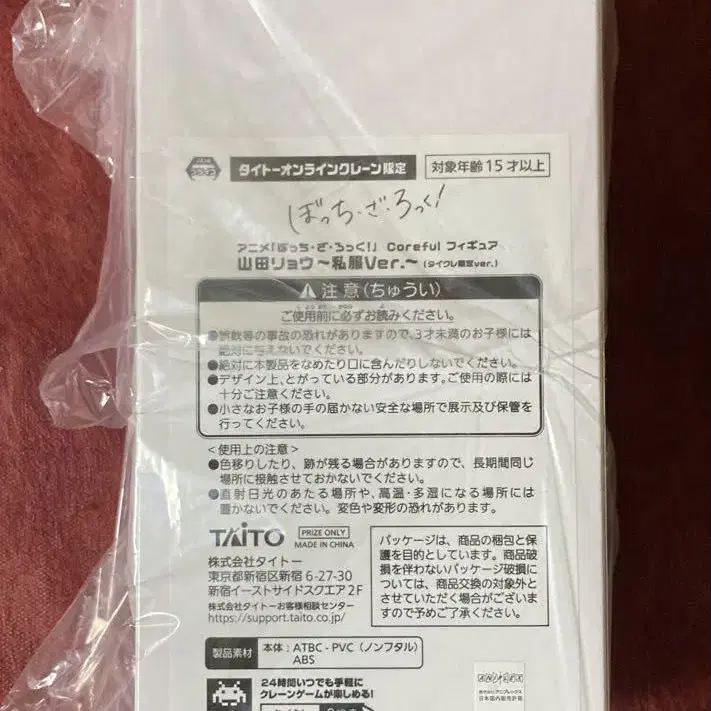 タイクレ
タイトーオンラインクレーン限定
対象年齢15才以上
ぼっち・ざ・ろっく!
アニメ「ぼっち・ざ・ろっく!」 Coreful フィギュア
山田リョウ〜私服Ver.〜(タイクレ限定ver.)
注意(ちゅうい)
ご使用前に必ずお読みください。
●誤飲等の事故の恐れがありますので、3才未満のお子様には
絶対に与えないでください。
●絶対に本製品をなめたり口に含んだりしないでください。
●デザイン上、とがっている部分があります。ご使用の際には
十分ご注意ください。
●小さなお子様の手の届かない安全な場所で展示及び保管を
行ってください。
<使用上の注意>
●色移りしたり、跡が残る場合がありますので、長期間同じ
場所に接触させておかないでください。
●直射日光のあたる場所や、高温・多湿になる場所には
置かないでください。変色や変形の恐れがあります。
TAITO
PRIZE ONLY
MADE IN CHINA
株式会社タイトー
東京都新宿区新宿 6-27-30
新宿イーストサイドスクエア 2F
株式会社タイトーお客様相談センター
https://support.taito.co.jp/
パッケージは、商品の梱包と保
護を目的としています。商品破
損を伴わないパッケージ破損に
ついては、商品交換の対象外と
させていただく場合がございま
すので予めご了承ください。
製品素材
本体:ATBC-PVC(ノンフタル)
ABS
24時間いつでも手軽に
クレーンゲームが楽しめる!
ANIPLEX
株式会社アニプレックス
日本国内販売許諾